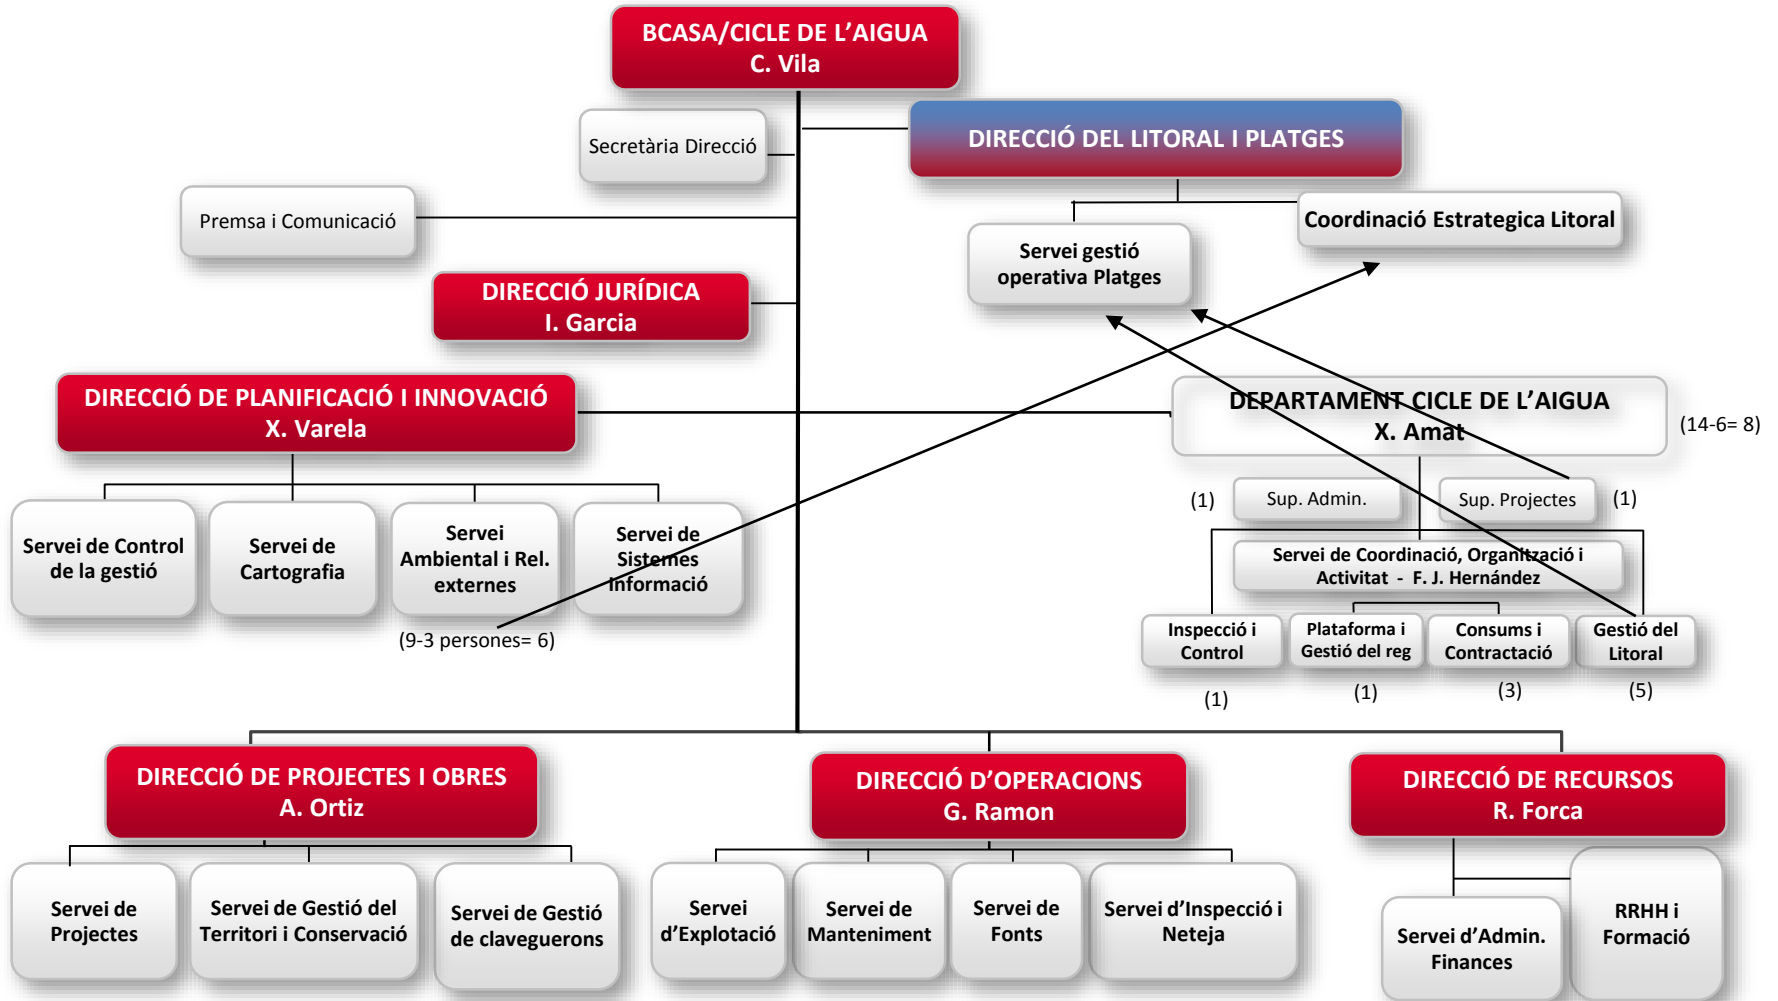 BCASA/CICLE DE L’AIGUA
C. Vila
Secretària Direcció
DIRECCIÓ DEL LITORAL I PLATGES
Premsa i Comunicació
Coordinació Estrategica Litoral
Servei gestió
operativa Platges
DIRECCIÓ JURÍDICA
I. Garcia
DIRECCIÓ DE PLANIFICACIÓ I INNOVACIÓ
X. Varela
DEPARTAMENT CICLE DE L’AIGUA
X. Amat
(14-6= 8)
(1)
Sup. Admin.
Sup. Projectes
(1)
Servei de Control
de la gestió
Servei de
Cartografia
Servei
Ambiental i Rel.
externes
Servei de
Sistemes
Informació
(9-3 persones= 6)
Servei de Coordinació, Organització i
Activitat - F. J. Hernández
Inspecció i
Control
(1)
Plataforma i
Gestió del reg
(1)
Consums i
Contractació
(3)
Gestió del
Litoral
(5)
DIRECCIÓ DE PROJECTES I OBRES
A. Ortiz
DIRECCIÓ D’OPERACIONS
G. Ramon
DIRECCIÓ DE RECURSOS
R. Forca
Servei de
Projectes
Servei de Gestió del
Territori i Conservació
Servei de Gestió
de claveguerons
Servei
d’Explotació
Servei de
Manteniment
Servei de
Fonts
Servei d’Inspecció i
Neteja
Servei d’Admin.
Finances
RRHH i
Formació